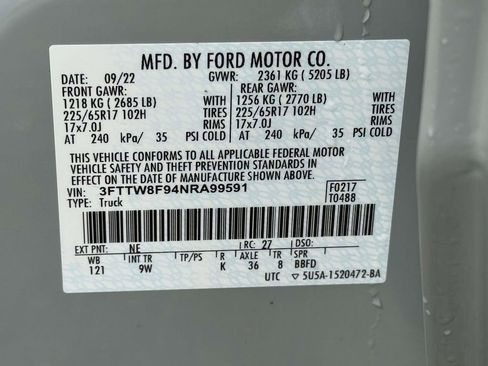 MFD. BY FORD MOTOR CO.
DATE: 09/22 GVWR: 2361 KG ( 5205 LB)
FRONT GAWR: REAR GAWR:
1218 KG ( 2685 LB) WITH 1256 KG ( 2770 LB) WITH
225/65R17 102H TIRES 225/65R17 102H TIRES
17x7.0J RIMS 17x7.0J RIMS
AT 240 kPa/ 35 PSI COLD AT 240 kPa/ 35 PSI COLD
THIS VEHICLE CONFORMS TO ALL APPLICABLE FEDERAL MOTOR
VEHICLE SAFETY AND THEFT PREVENTION STANDARDS IN
EFFECT ON THE DATE OF MANUFACTURE SHOWN ABOVE.
VIN: 3FTTW8F94NRA99591 F0217
TYPE: Truck T0488
EXT PNT: NE RC: 27 DSO:
WB INT TR TP/PS R AXLE TR SPR
121 9W K 36 8 BBFD
UTC 5U5A-1520472-BA